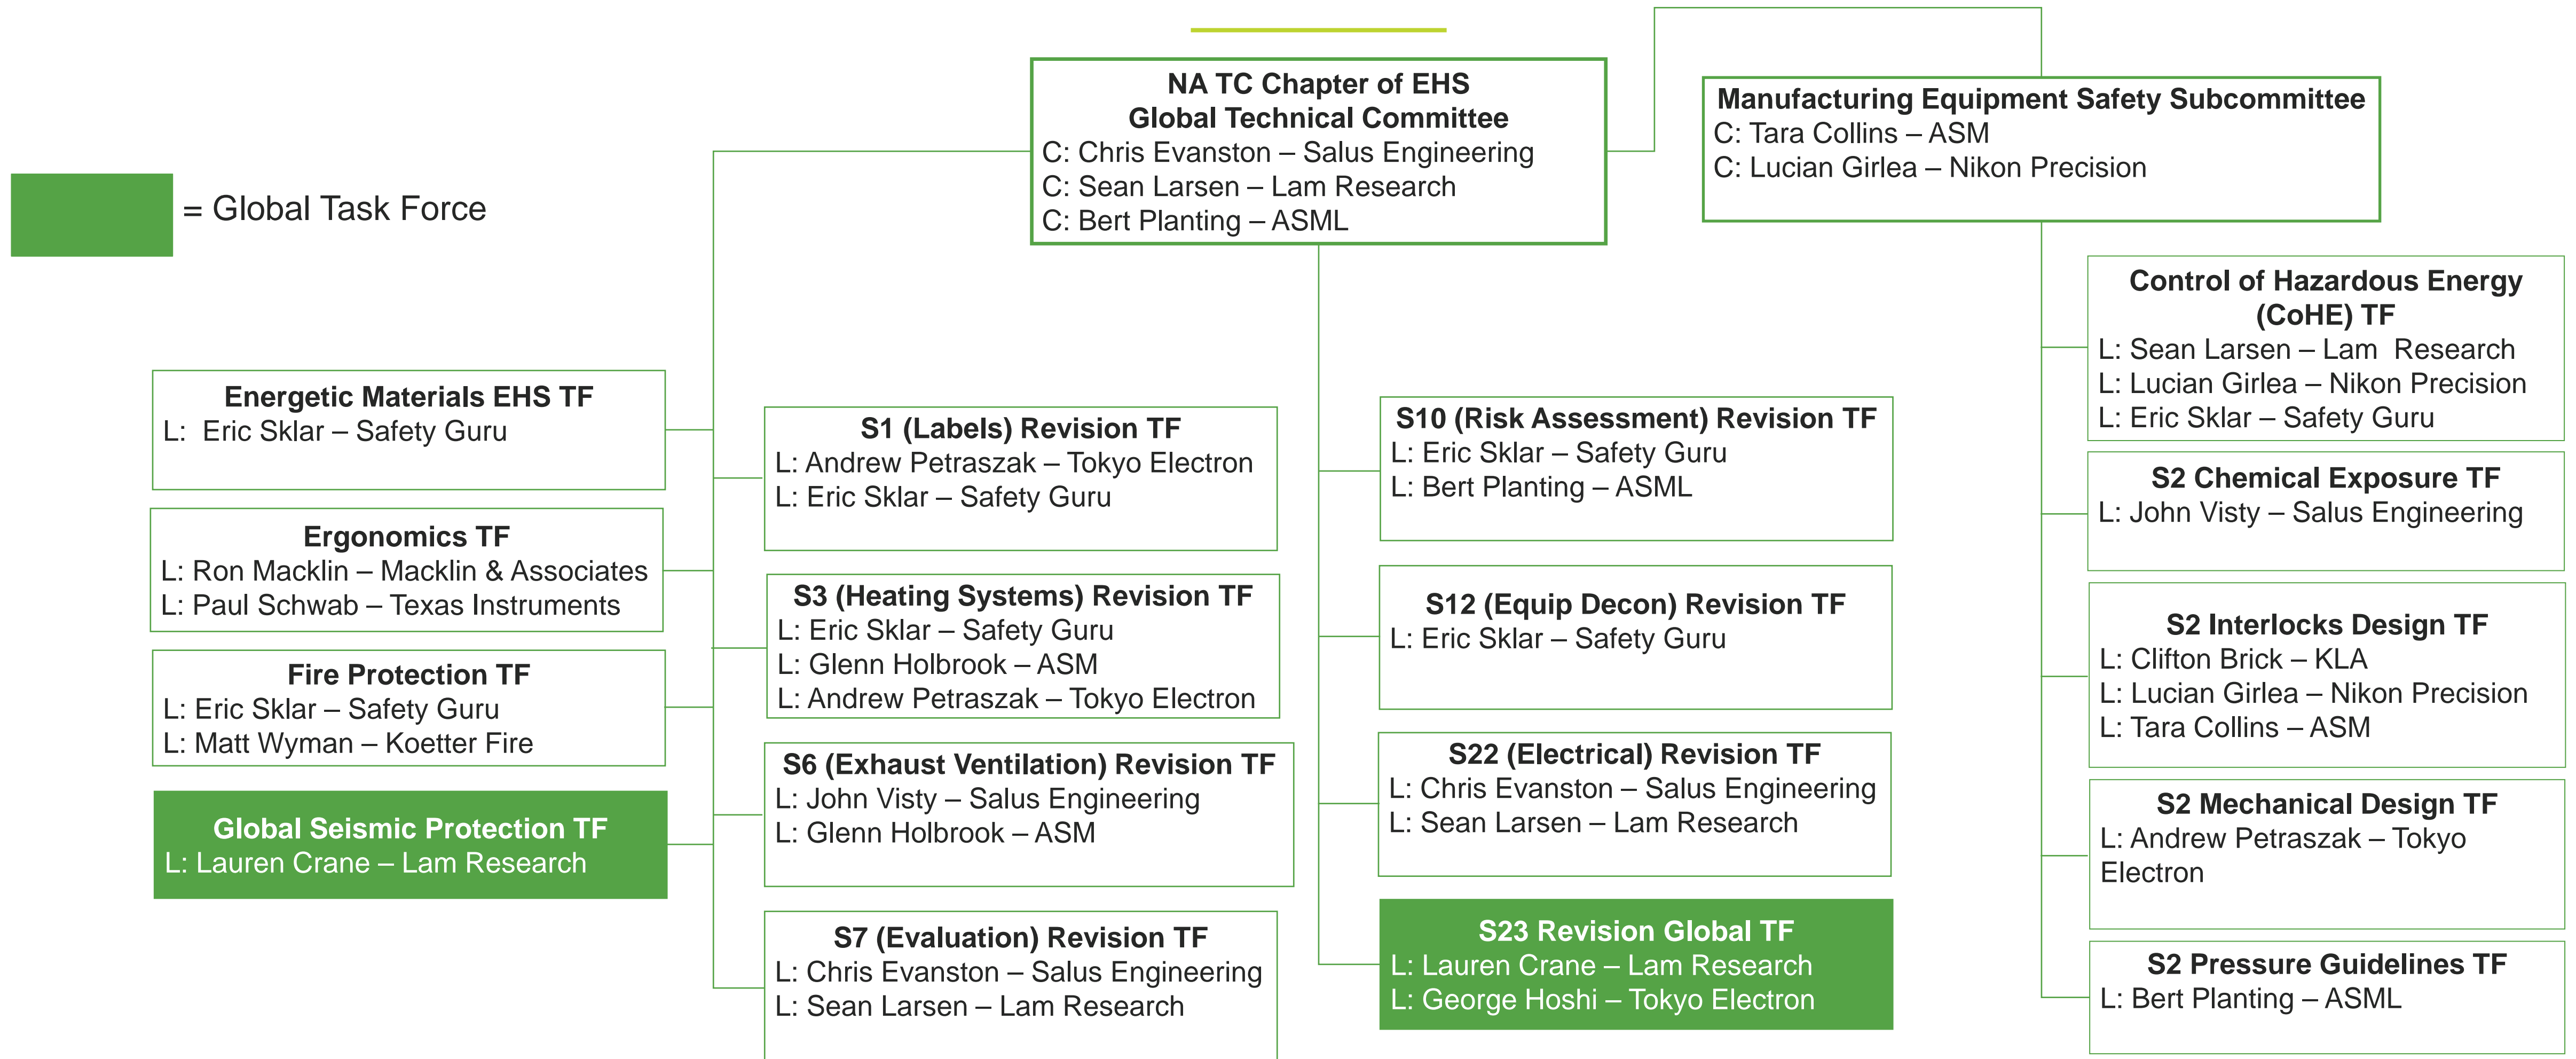 NA TC Chapter of EHS
Global Technical Committee
C: Chris Evanston – Salus Engineering
C: Sean Larsen – Lam Research
C: Bert Planting – ASML
Manufacturing Equipment Safety Subcommittee
C: Tara Collins – ASM
C: Lucian Girlea – Nikon Precision
= Global Task Force
Energetic Materials EHS TF
L:  Eric Sklar – Safety Guru
Ergonomics TF
L: Ron Macklin – Macklin & Associates
L: Paul Schwab – Texas Instruments
Fire Protection TF
L: Eric Sklar – Safety Guru
L: Matt Wyman – Koetter Fire
Global Seismic Protection TF
L: Lauren Crane – Lam Research
S1 (Labels) Revision TF
L: Andrew Petraszak – Tokyo Electron
L: Eric Sklar – Safety Guru
S3 (Heating Systems) Revision TF
L: Eric Sklar – Safety Guru
L: Glenn Holbrook – ASM
L: Andrew Petraszak – Tokyo Electron
S6 (Exhaust Ventilation) Revision TF
L: John Visty – Salus Engineering
L: Glenn Holbrook – ASM
S7 (Evaluation) Revision TF
L: Chris Evanston – Salus Engineering
L: Sean Larsen – Lam Research
S10 (Risk Assessment) Revision TF
L: Eric Sklar – Safety Guru
L: Bert Planting – ASML
S12 (Equip Decon) Revision TF
L: Eric Sklar – Safety Guru
S22 (Electrical) Revision TF
L: Chris Evanston – Salus Engineering
L: Sean Larsen – Lam Research
S23 Revision Global TF
L: Lauren Crane – Lam Research
L: George Hoshi – Tokyo Electron
Control of Hazardous Energy
(CoHE) TF
L: Sean Larsen – Lam  Research
L: Lucian Girlea – Nikon Precision
L: Eric Sklar – Safety Guru
S2 Chemical Exposure TF
L: John Visty – Salus Engineering
S2 Interlocks Design TF
L: Clifton Brick – KLA
L: Lucian Girlea – Nikon Precision
L: Tara Collins – ASM
S2 Mechanical Design TF
L: Andrew Petraszak – Tokyo
Electron
S2 Pressure Guidelines TF
L: Bert Planting – ASML